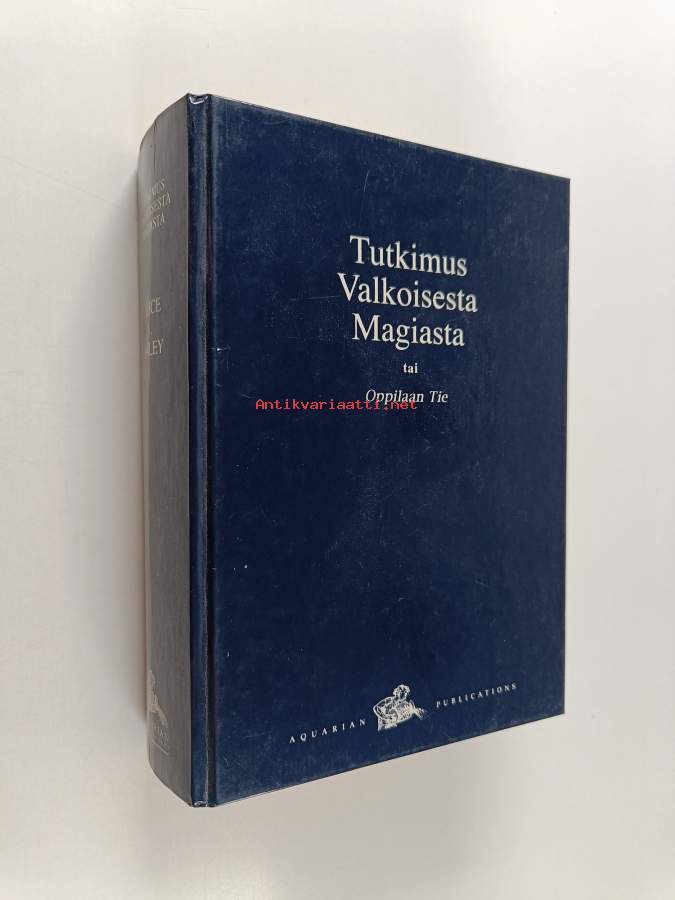 Tutkimus
Valkoisesta
Magiasta
tai
Oppilaan Tie
Antikvariaatti.net
AQUARIAN PUBLICATIONS